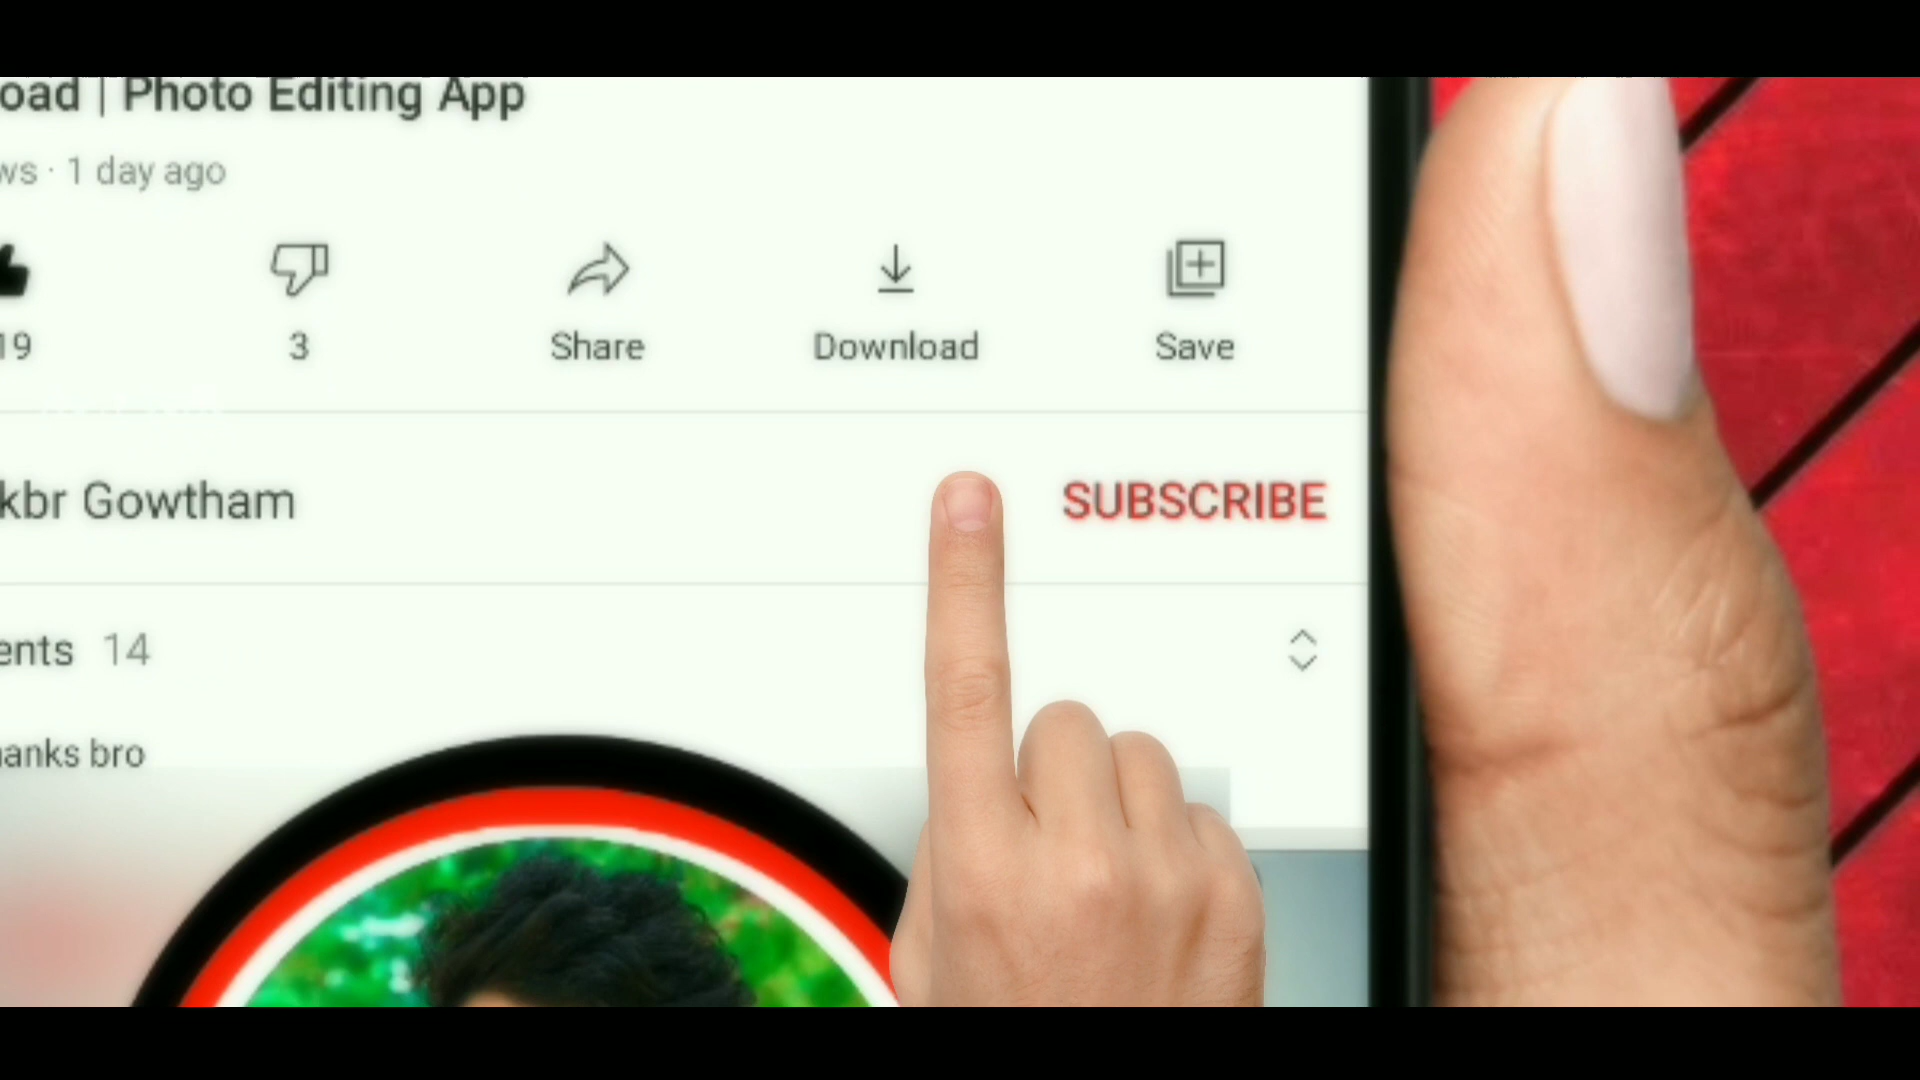 oad | Photo Editing App
ws · 1 day ago
19 3 Share Download Save
kbr Gowtham SUBSCRIBE
ents 14
hanks bro